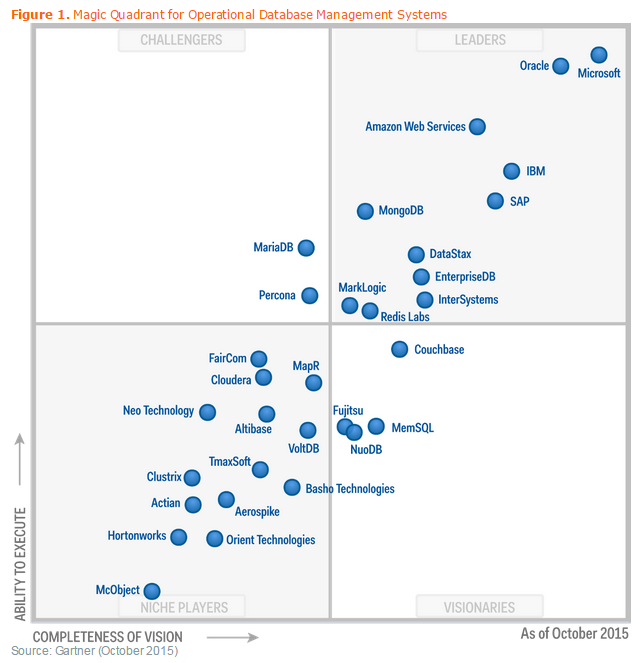 Figure 1. Magic Quadrant for Operational Database Management Systems
CHALLENGERS
LEADERS
Oracle
Microsoft
Amazon Web Services
IBM
SAP
MongoDB
MariaDB
DataStax
EnterpriseDB
MarkLogic
Percona
InterSystems
Redis Labs
Couchbase
FairCom
MapR
Cloudera
Neo Technology
Fujitsu
Altibase
MemSQL
VoltDB
NuoDB
TmaxSoft
Clustrix
Basho Technologies
Actian
Aerospike
Hortonworks
Orient Technologies
McObject
NICHE PLAYERS
VISIONARIES
ABILITY TO EXECUTE
COMPLETENESS OF VISION
As of October 2015
Source: Gartner (October 2015)